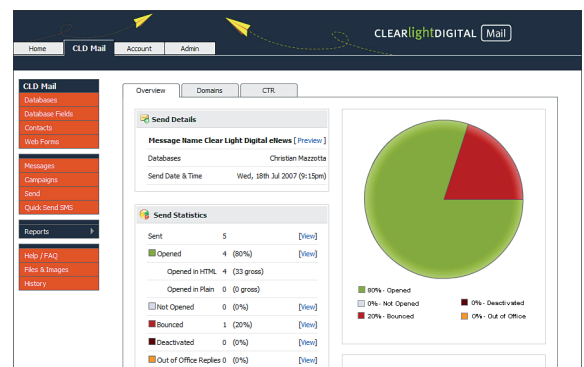 CLEARlightDIGITAL Mail
Home CLD Mail Account Admin
CLD Mail
Databases
Database Fields
Contacts
Web Forms
Messages
Campaigns
Send
Quick Send SMS
Reports
Help / FAQ
Files & Images
History
Overview Domains CTR
Send Details
Message Name Clear Light Digital eNews [ Preview ]
Databases Christian Mazzotta
Send Date & Time Wed, 18th Jul 2007 (9:15pm)
Send Statistics
Sent 5 [View]
Opened 4 (80%) [View]
Opened in HTML 4 (33 gross)
Opened in Plain 0 (0 gross)
Not Opened 0 (0%) [View]
Bounced 1 (20%) [View]
Deactivated 0 (0%) [View]
Out of Office Replies 0 (0%) [View]
80% - Opened
0% - Not Opened 0% - Deactivated
20% - Bounced 0% - Out of Office